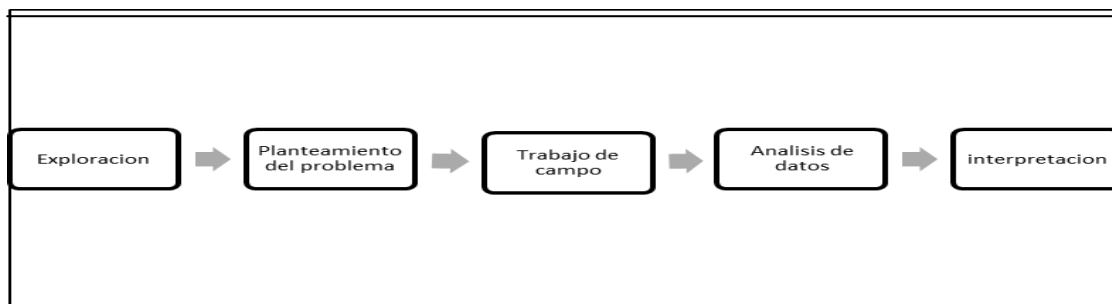 Exploracion
Planteamiento
del problema
Trabajo de
campo
Analisis de
datos
interpretacion